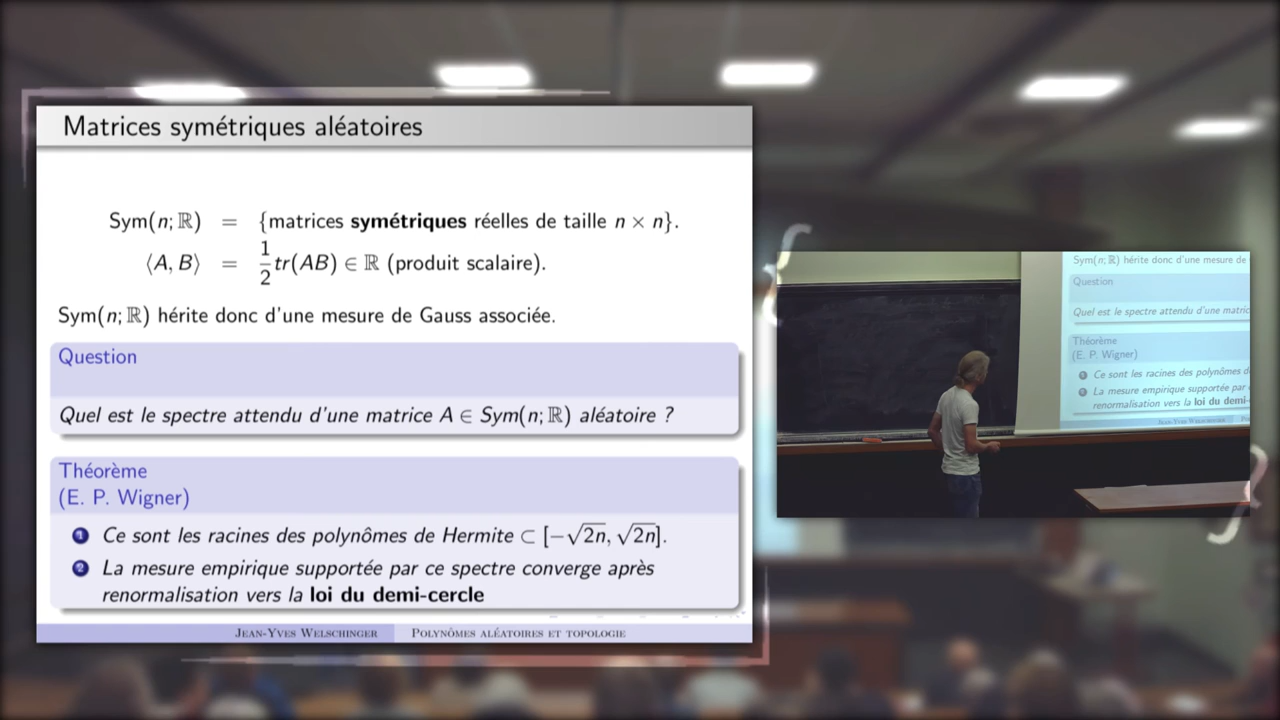 Matrices symétriques aléatoires
Sym(n; ℝ) = {matrices symétriques réelles de taille n × n}.
⟨A, B⟩ = 1/2 tr(AB) ∈ ℝ (produit scalaire).
Sym(n; ℝ) hérite donc d'une mesure de Gauss associée.
Question
Quel est le spectre attendu d'une matrice A ∈ Sym(n; ℝ) aléatoire ?
Théorème
(E. P. Wigner)
1 Ce sont les racines des polynômes de Hermite ⊂ [−√2n, √2n].
2 La mesure empirique supportée par ce spectre converge après
renormalisation vers la loi du demi-cercle
Jean-Yves Welschinger Polynômes aléatoires et topologie
Sym(n; ℝ) hérite donc d'une mesure de
Question
Quel est le spectre attendu d'une matric
Théorème
(E. P. Wigner)
1 Ce sont les racines des polynômes d
2 La mesure empirique supportée par
renormalisation vers la loi du demi-
Jean-Yves Welschinger